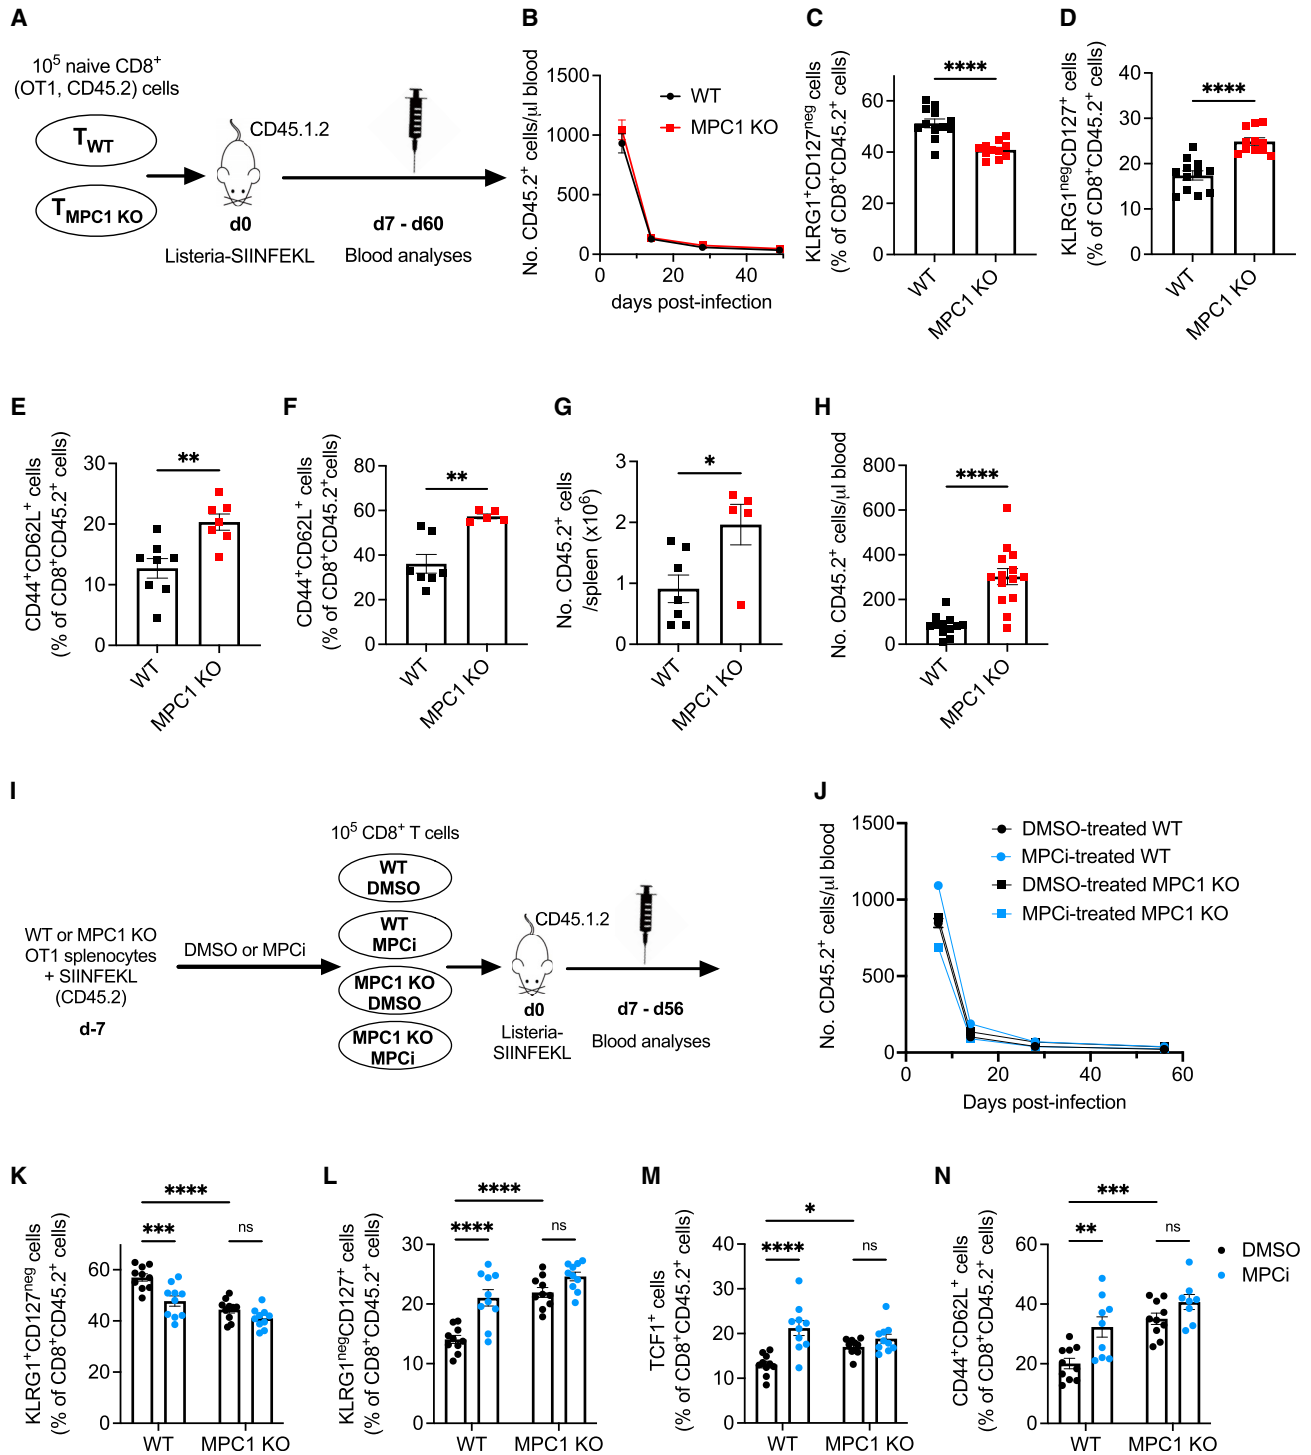 A
10⁵ naive CD8⁺
(OT1, CD45.2) cells
T_WT
T_MPC1 KO
CD45.1.2
d0
Listeria-SIINFEKL
d7 - d60
Blood analyses
B
No. CD45.2⁺ cells/µl blood
1500
1000
500
0
0 20 40
days post-infection
WT
MPC1 KO
C
KLRG1⁺CD127ⁿᵉᵍ cells
(% of CD8⁺CD45.2⁺ cells)
60
40
20
0
****
WT
MPC1 KO
D
KLRG1ⁿᵉᵍCD127⁺ cells
(% of CD8⁺CD45.2⁺ cells)
40
30
20
10
0
****
WT
MPC1 KO
E
CD44⁺CD62L⁺ cells
(% of CD8⁺CD45.2⁺ cells)
30
20
10
0
**
WT
MPC1 KO
F
CD44⁺CD62L⁺ cells
(% of CD8⁺CD45.2⁺cells)
80
60
40
20
0
**
WT
MPC1 KO
G
No. CD45.2⁺ cells
/spleen (x10⁶)
3
2
1
0
*
WT
MPC1 KO
H
No. CD45.2⁺ cells/µl blood
800
600
400
200
0
****
WT
MPC1 KO
I
WT or MPC1 KO
OT1 splenocytes
+ SIINFEKL
(CD45.2)
d-7
DMSO or MPCi
10⁵ CD8⁺ T cells
WT
DMSO
WT
MPCi
MPC1 KO
DMSO
MPC1 KO
MPCi
CD45.1.2
d0
Listeria-
SIINFEKL
d7 - d56
Blood analyses
J
No. CD45.2⁺ cells/µl blood
1500
1000
500
0
0 20 40 60
Days post-infection
DMSO-treated WT
MPCi-treated WT
DMSO-treated MPC1 KO
MPCi-treated MPC1 KO
K
KLRG1⁺CD127ⁿᵉᵍ cells
(% of CD8⁺CD45.2⁺ cells)
60
40
20
0
****
***
ns
WT MPC1 KO
L
KLRG1ⁿᵉᵍCD127⁺ cells
(% of CD8⁺CD45.2⁺ cells)
30
20
10
0
****
****
ns
WT MPC1 KO
M
TCF1⁺ cells
(% of CD8⁺CD45.2⁺ cells)
40
30
20
10
0
*
****
ns
WT MPC1 KO
N
CD44⁺CD62L⁺ cells
(% of CD8⁺CD45.2⁺ cells)
60
40
20
0
***
**
ns
WT MPC1 KO
DMSO
MPCi